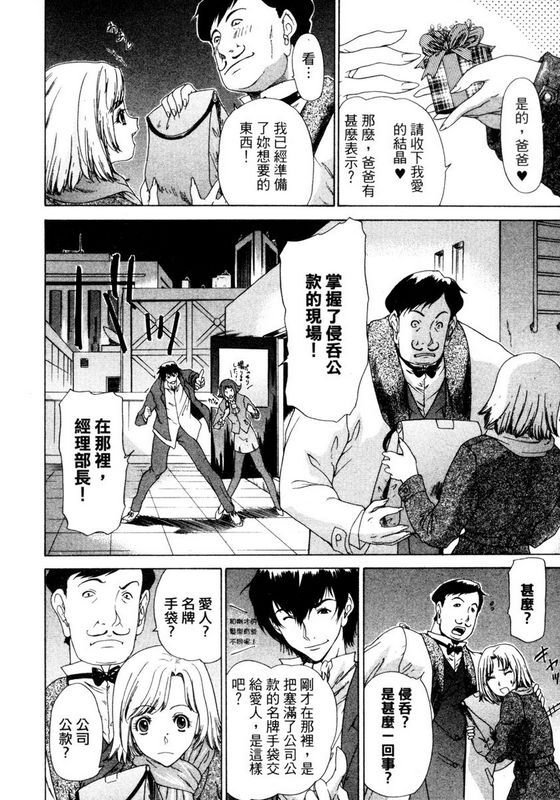 是的，爸爸♥
請收下我愛
的結晶♥
那麼，爸爸有
甚麼表示？
看…
我已經準備
了妳想要的
東西！
掌握了侵呑公
款的現場！
在那裡，
經理部長！
甚麼？
侵呑？
是甚麼一回事？
剛才在那裡，是
把塞滿了公司公
款的名牌手袋交
給愛人，是這樣
吧？
愛人？
名牌
手袋？
公司
公款？